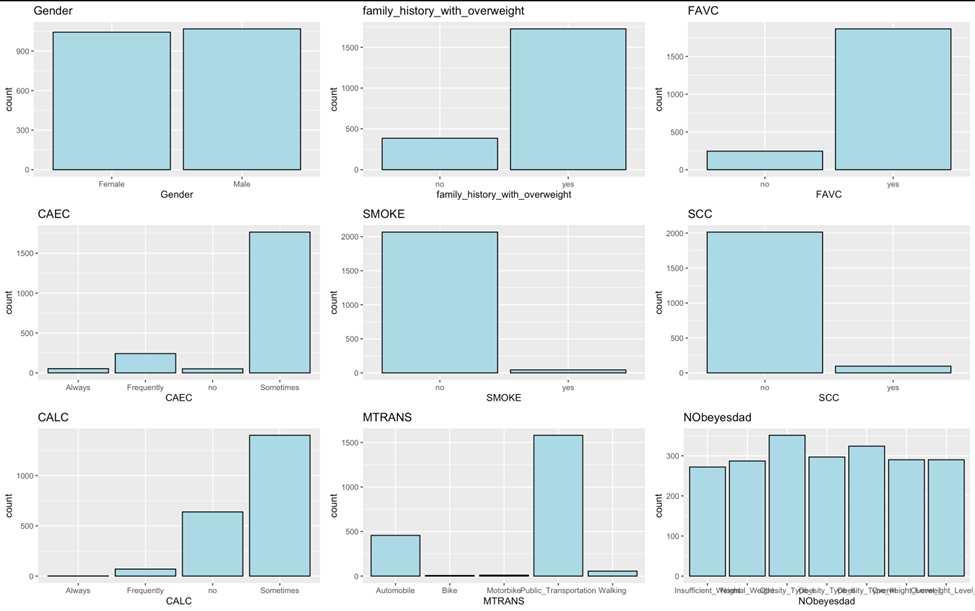 Gender
count
900
600
300
0
Female Male
Gender
family_history_with_overweight
count
1500
1000
500
0
no yes
family_history_with_overweight
FAVC
count
1500
1000
500
0
no yes
FAVC
CAEC
count
1500
1000
500
0
Always Frequently no Sometimes
CAEC
SMOKE
count
2000
1500
1000
500
0
no yes
SMOKE
SCC
count
2000
1500
1000
500
0
no yes
SCC
CALC
count
1000
500
0
Always Frequently no Sometimes
CALC
MTRANS
count
1500
1000
500
0
Automobile Bike Motorbike Public_Transportation Walking
MTRANS
NObeyesdad
count
300
200
100
0
NObeyesdad